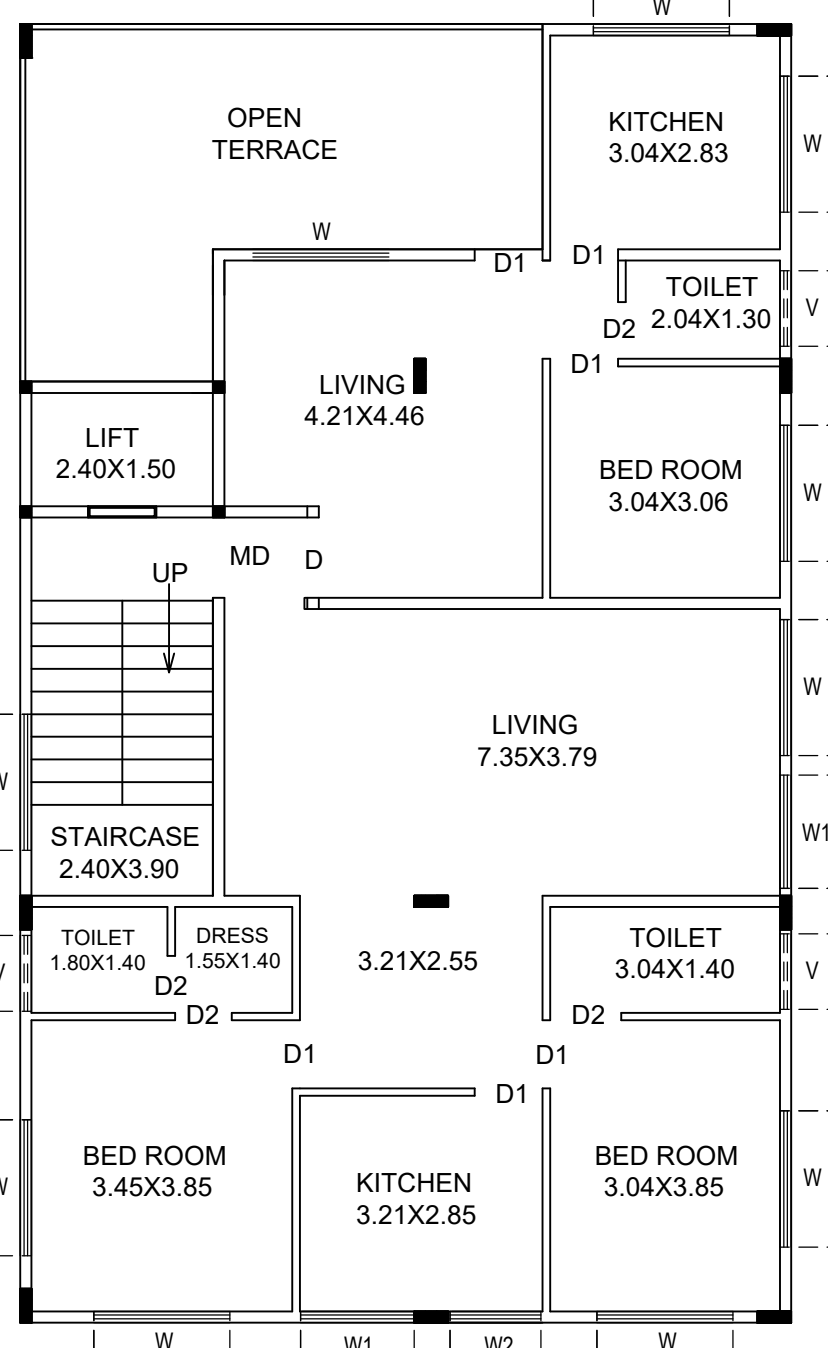 W
OPEN
TERRACE
KITCHEN
3.04X2.83
W
W
D1
D1
TOILET
2.04X1.30
V
D2
D1
LIVING
4.21X4.46
LIFT
2.40X1.50
BED ROOM
3.04X3.06
W
MD
D
UP
W
LIVING
7.35X3.79
W
W1
STAIRCASE
2.40X3.90
TOILET
1.80X1.40
DRESS
1.55X1.40
D2
D2
3.21X2.55
TOILET
3.04X1.40
V
V
D2
D1
D1
D1
BED ROOM
3.45X3.85
KITCHEN
3.21X2.85
BED ROOM
3.04X3.85
W
W
W
W1
W2
W